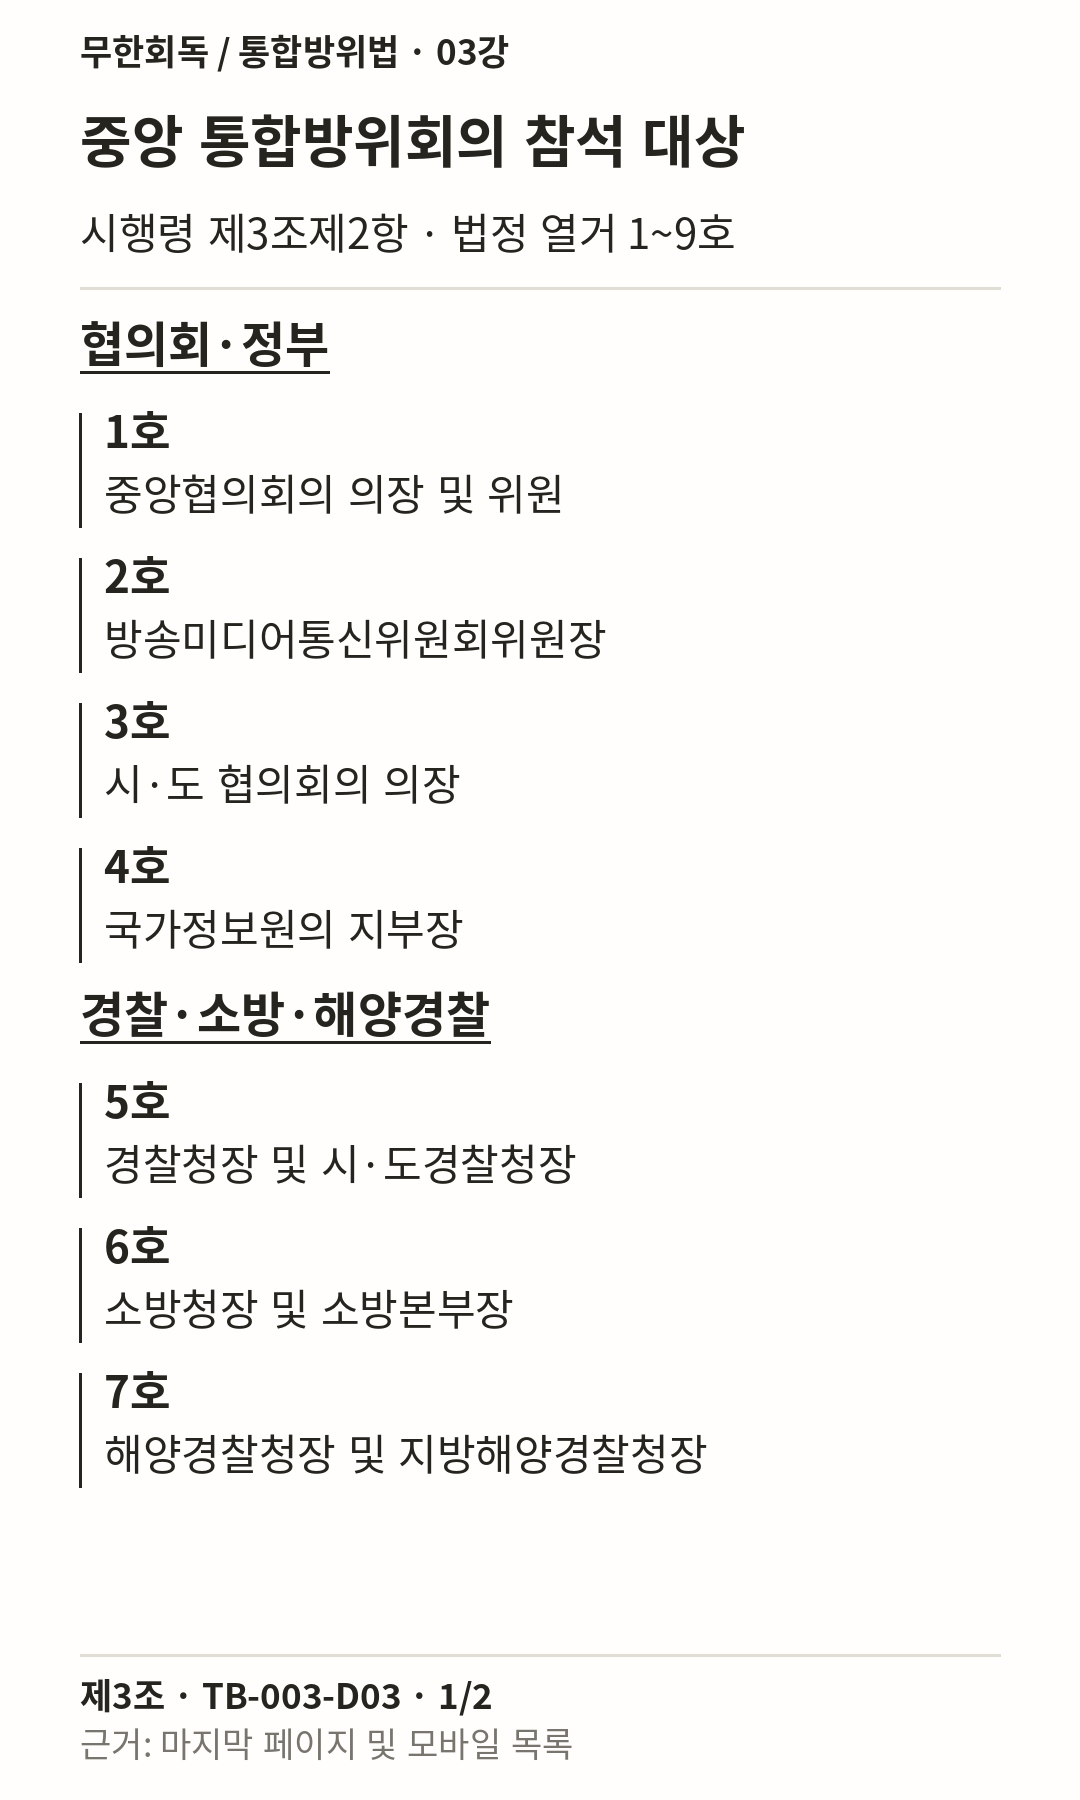 무한회독 / 통합방위법 · 03강
중앙 통합방위회의 참석 대상
시행령 제3조제2항 · 법정 열거 1~9호
협의회·정부
1호
중앙협의회의 의장 및 위원
2호
방송미디어통신위원회위원장
3호
시·도 협의회의 의장
4호
국가정보원의 지부장
경찰·소방·해양경찰
5호
경찰청장 및 시·도경찰청장
6호
소방청장 및 소방본부장
7호
해양경찰청장 및 지방해양경찰청장
제3조 · TB-003-D03 · 1/2
근거: 마지막 페이지 및 모바일 목록